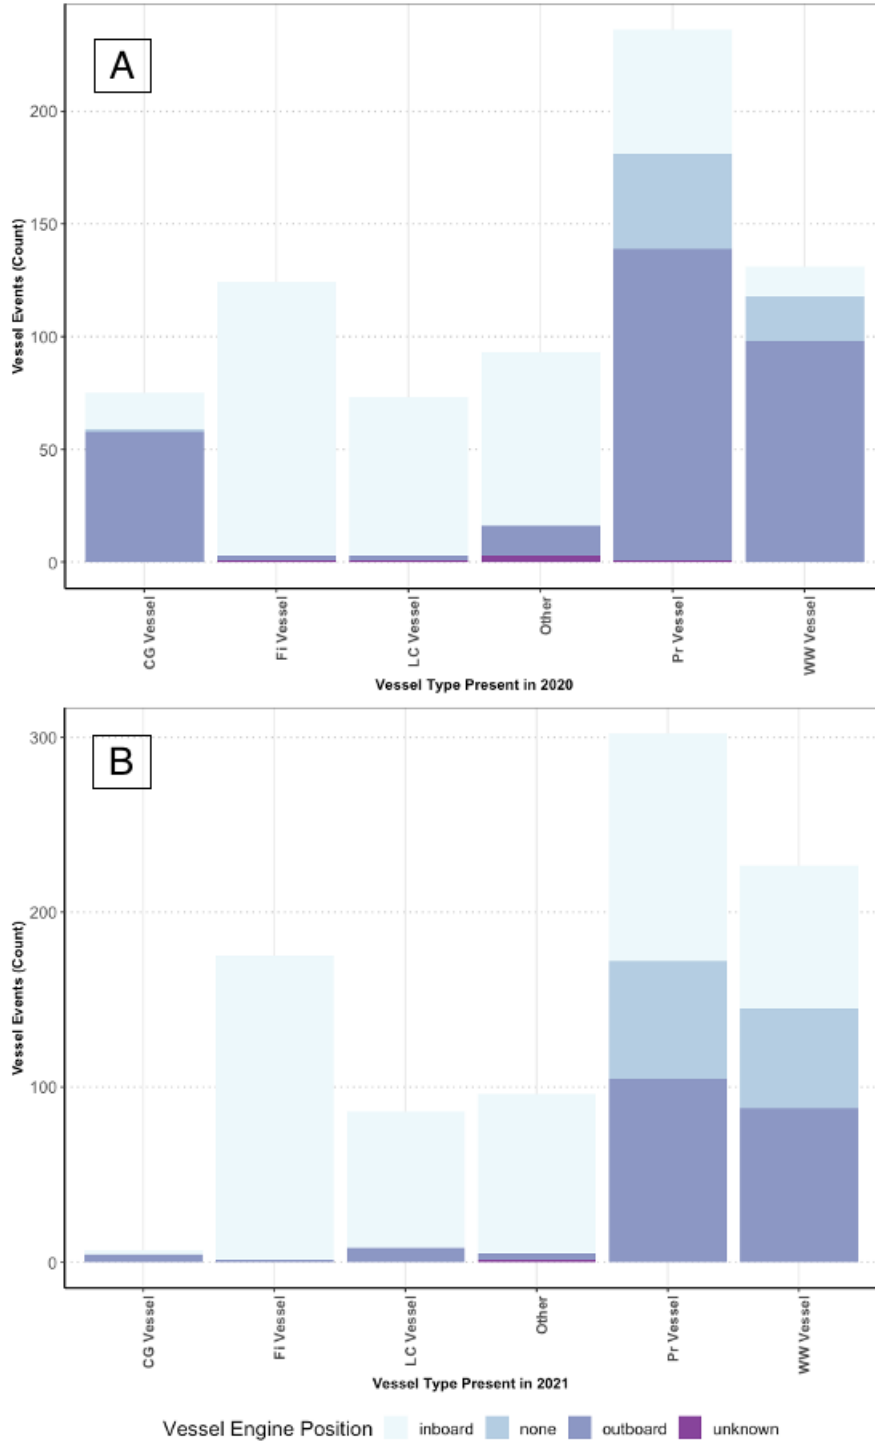 A
200
150
100
50
0
Vessel Events (Count)
CG Vessel
Fi Vessel
LC Vessel
Other
Pr Vessel
WW Vessel
Vessel Type Present in 2020
B
300
200
100
0
Vessel Events (Count)
CG Vessel
Fi Vessel
LC Vessel
Other
Pr Vessel
WW Vessel
Vessel Type Present in 2021
Vessel Engine Position inboard none outboard unknown